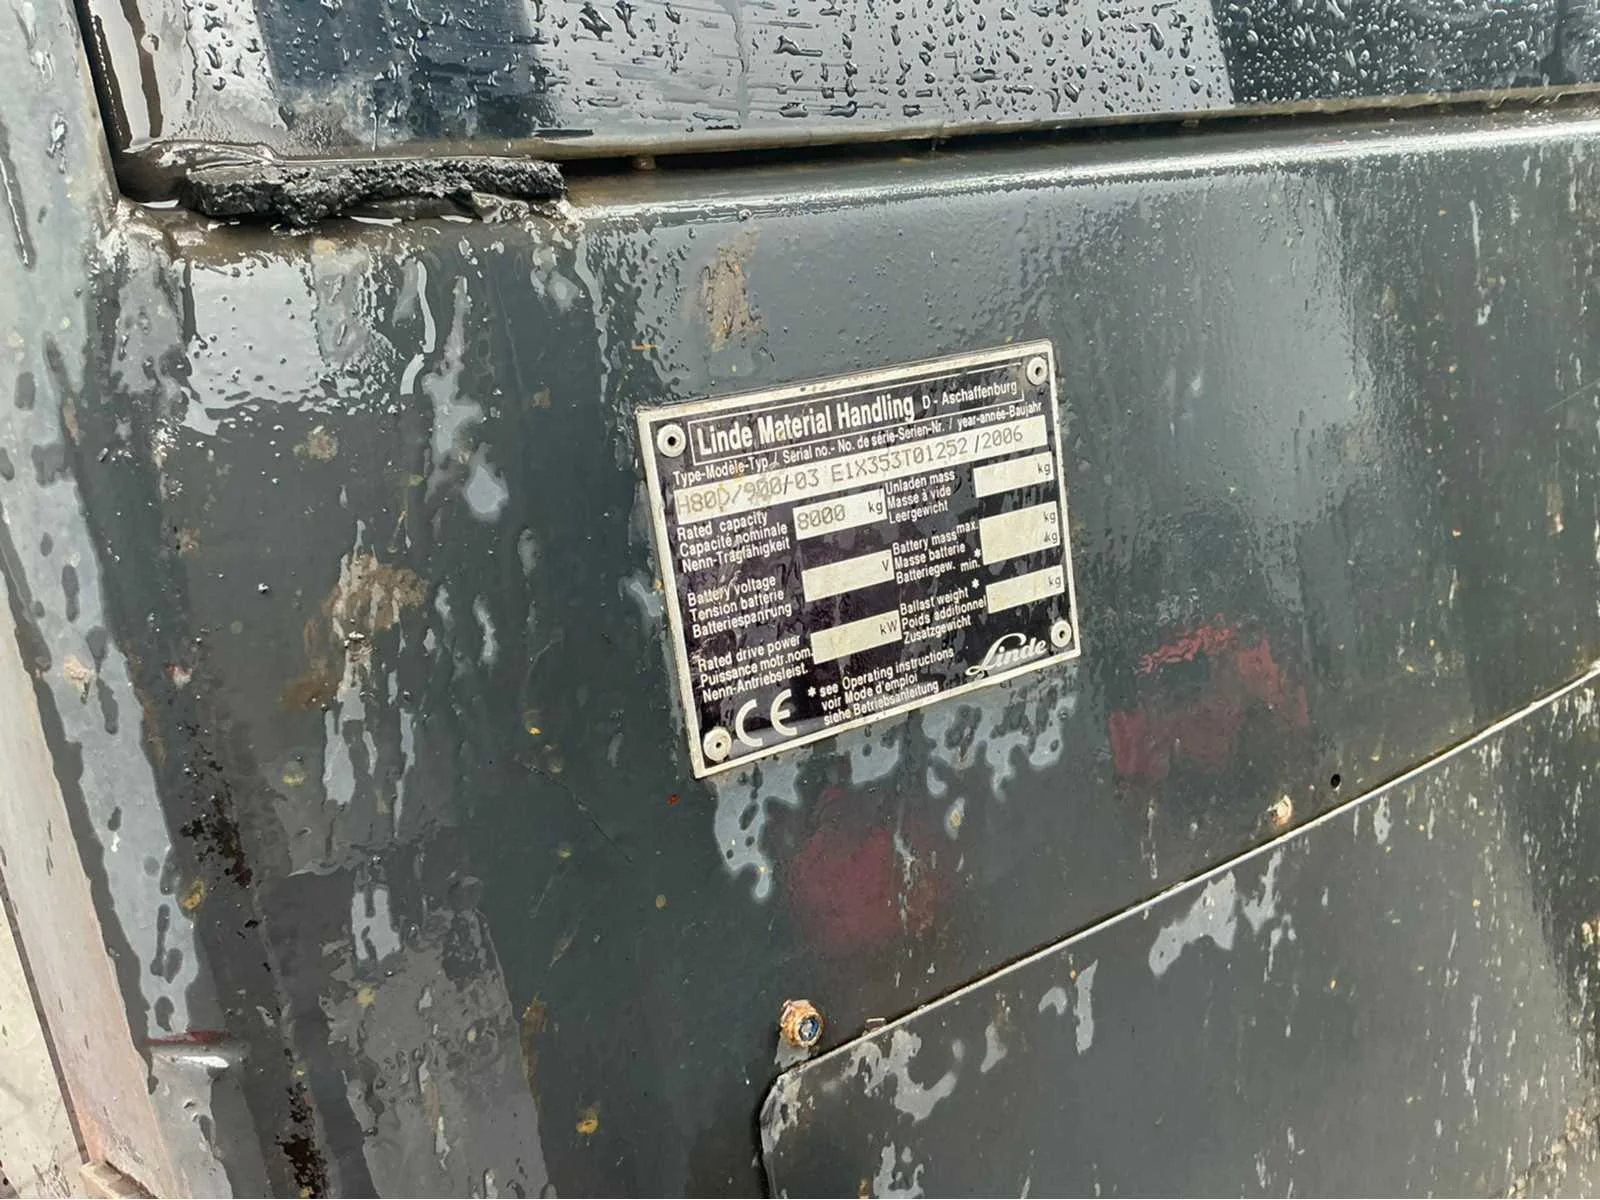 Linde Material Handling D - Aschaffenburg
Type-Modèle-Typ / Serial no.- No. de série-Serien-Nr. / year-année-Baujahr
H80D/900/-03 E1X353T01252 /2006
Rated capacity
Capacité nominale
Nenn-Tragfähigkeit
8000 kg
Unladen mass
Masse à vide
Leergewicht
kg
Battery voltage
Tension batterie
Batteriespannung
V
Battery mass max.
Masse batterie
Batteriegew. min. *
kg
kg
Rated drive power
Puissance motr.nom.
Nenn-Antriebsleist.
kW
Ballast weight *
Poids additionnel
Zusatzgewicht
kg
CE
* see Operating instructions
voir Mode d'emploi
siehe Betriebsanleitung
Linde